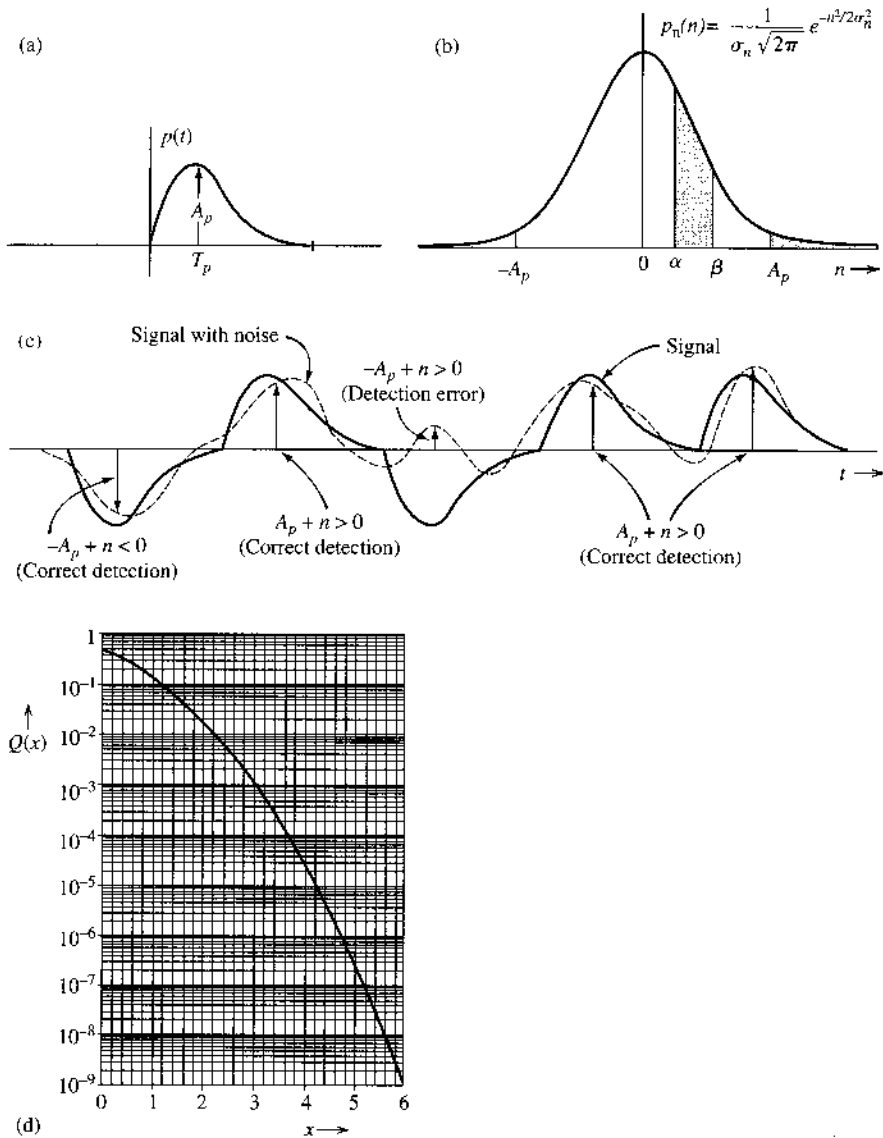 (a)
p(t)
A_p
T_p
(b)
p_n(n) = 1/(σ_n √2π) e^{-n²/2σ_n²}
-A_p
0
α
β
A_p
n →
(c)
Signal with noise
-A_p + n > 0
(Detection error)
Signal
t →
-A_p + n < 0
(Correct detection)
A_p + n > 0
(Correct detection)
A_p + n > 0
(Correct detection)
1
10^{-1}
↑
Q(x)
10^{-2}
10^{-3}
10^{-4}
10^{-5}
10^{-6}
10^{-7}
10^{-8}
10^{-9}
0 1 2 3 4 5 6
x →
(d)